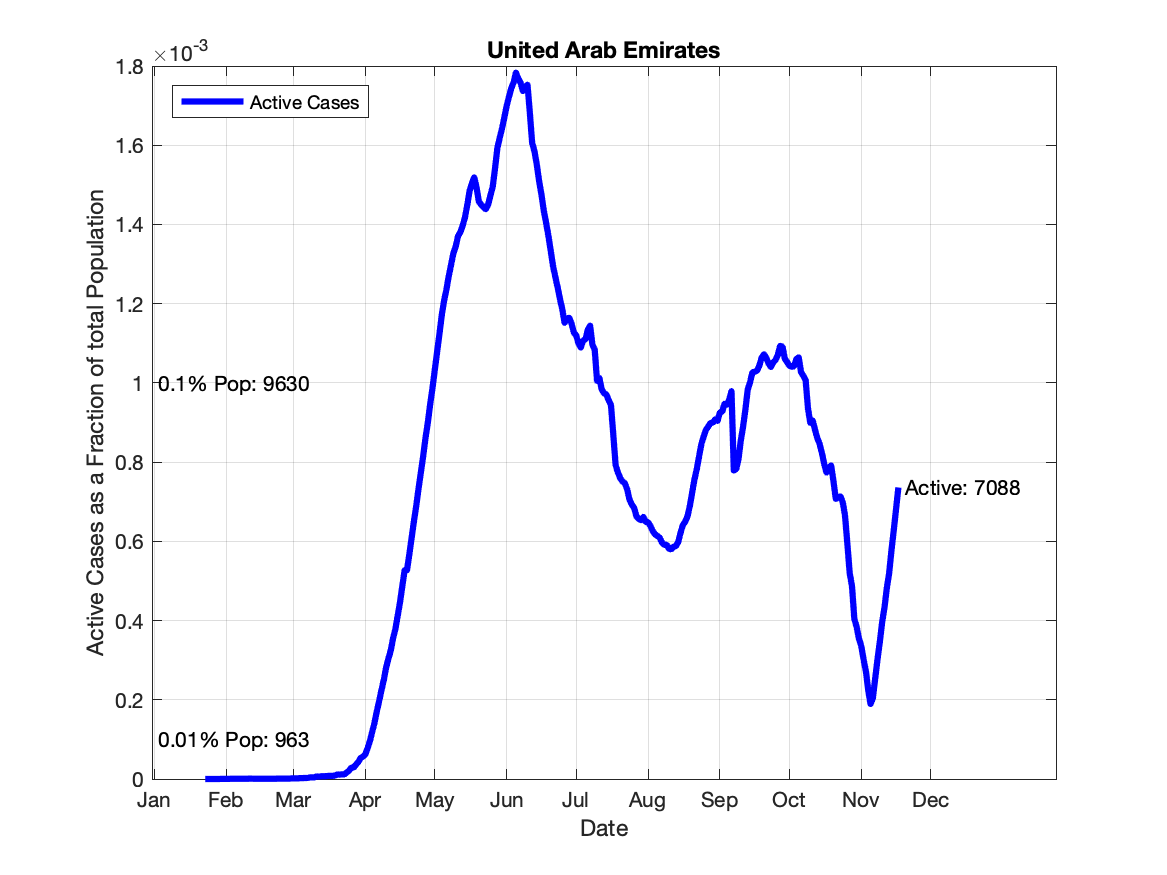 United Arab Emirates
×10-3
Active Cases
1.8
1.6
1.4
1.2
1
0.8
0.6
0.4
0.2
0
Active Cases as a Fraction of total Population
0.1% Pop: 9630
0.01% Pop: 963
Active: 7088
Jan Feb Mar Apr May Jun Jul Aug Sep Oct Nov Dec
Date